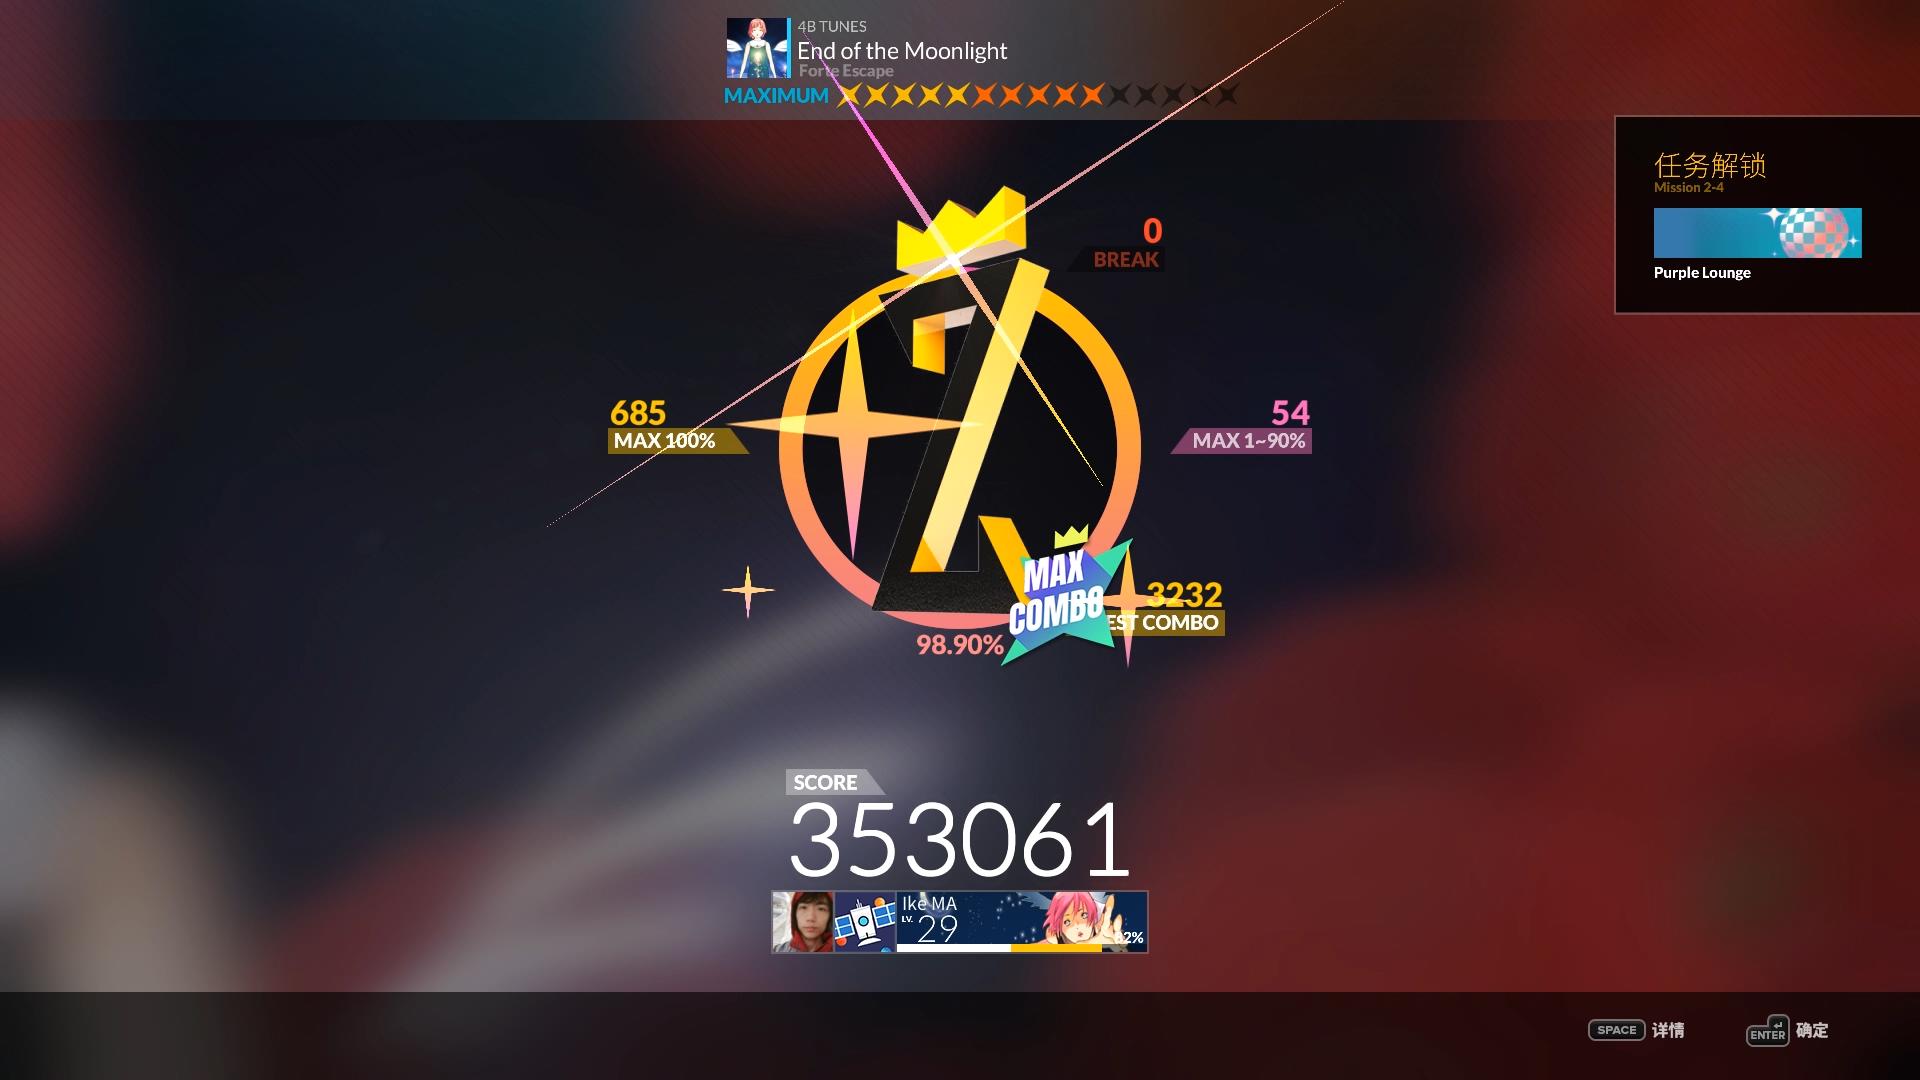 4B TUNES
End of the Moonlight
Forte Escape
MAXIMUM
任务解锁
Mission 2-4
Purple Lounge
0
BREAK
685
MAX 100%
54
MAX 1~90%
MAX
COMBO
3232
EST COMBO
98.90%
SCORE
353061
Ike MA
LV. 29
SPACE 详情
ENTER 确定